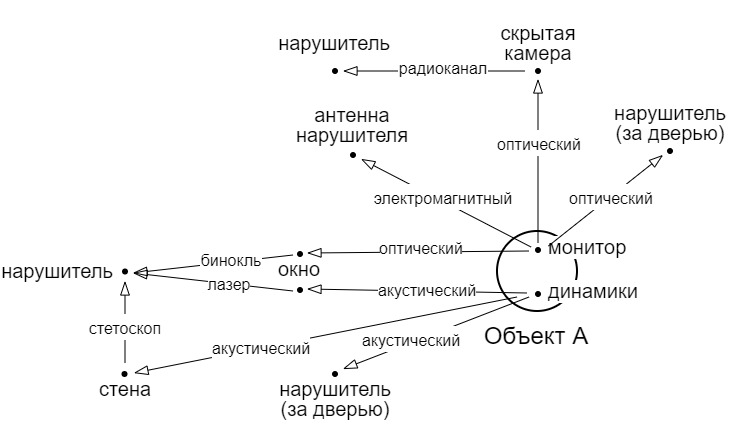 скрытая
камера
нарушитель
радиоканал
нарушитель
(за дверью)
антенна
нарушителя
оптический
электромагнитный
оптический
монитор
оптический
бинокль
окно
нарушитель
лазер
акустический
динамики
стетоскоп
Объект А
акустический
акустический
стена
нарушитель
(за дверью)